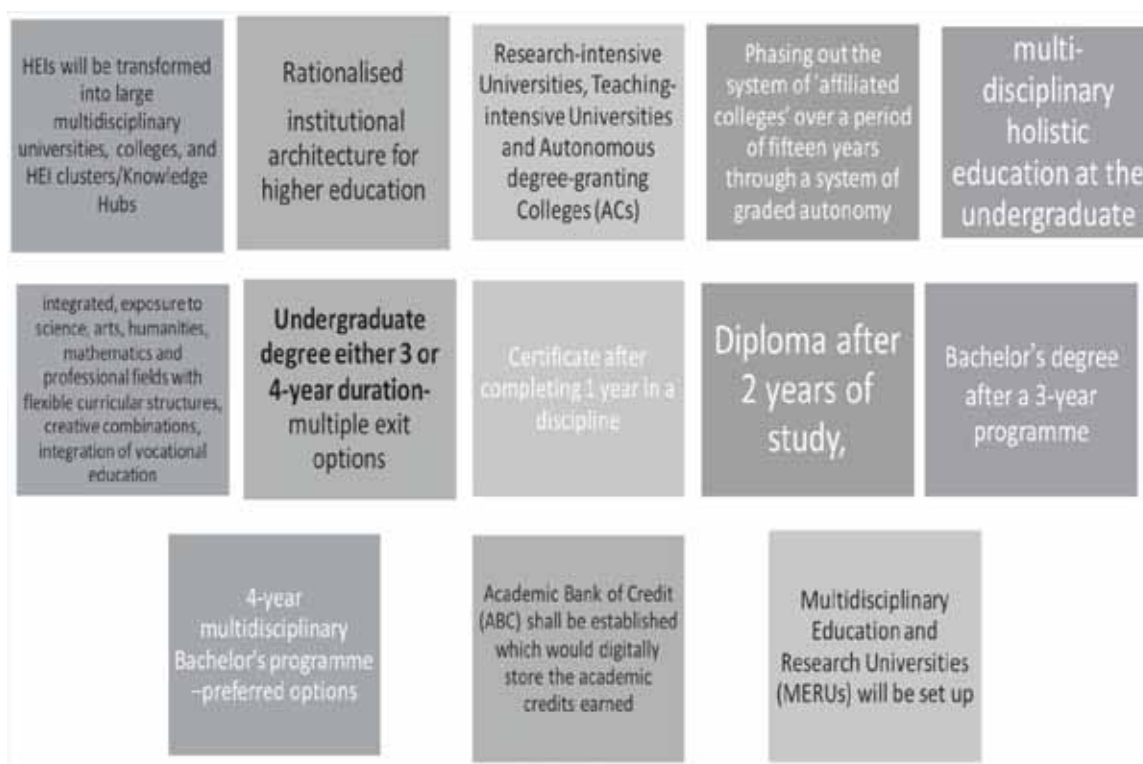 HEIs will be transformed
into large
multidisciplinary
universities, colleges, and
HEI clusters/Knowledge
Hubs
Rationalised
institutional
architecture for
higher education
Research-intensive
Universities, Teaching-
intensive Universities
and Autonomous
degree-granting
Colleges (ACs)
Phasing out the
system of 'affiliated
colleges' over a period
of fifteen years
through a system of
graded autonomy
multi-
disciplinary
holistic
education at the
undergraduate
integrated, exposure to
science, arts, humanities,
mathematics and
professional fields with
flexible curricular structures,
creative combinations,
integration of vocational
education
Undergraduate
degree either 3 or
4-year duration-
multiple exit
options
Certificate after
completing 1 year in a
discipline
Diploma after
2 years of
study,
Bachelor's degree
after a 3-year
programme
4-year
multidisciplinary
Bachelor's programme
–preferred options
Academic Bank of Credit
(ABC) shall be established
which would digitally
store the academic
credits earned
Multidisciplinary
Education and
Research Universities
(MERUs) will be set up